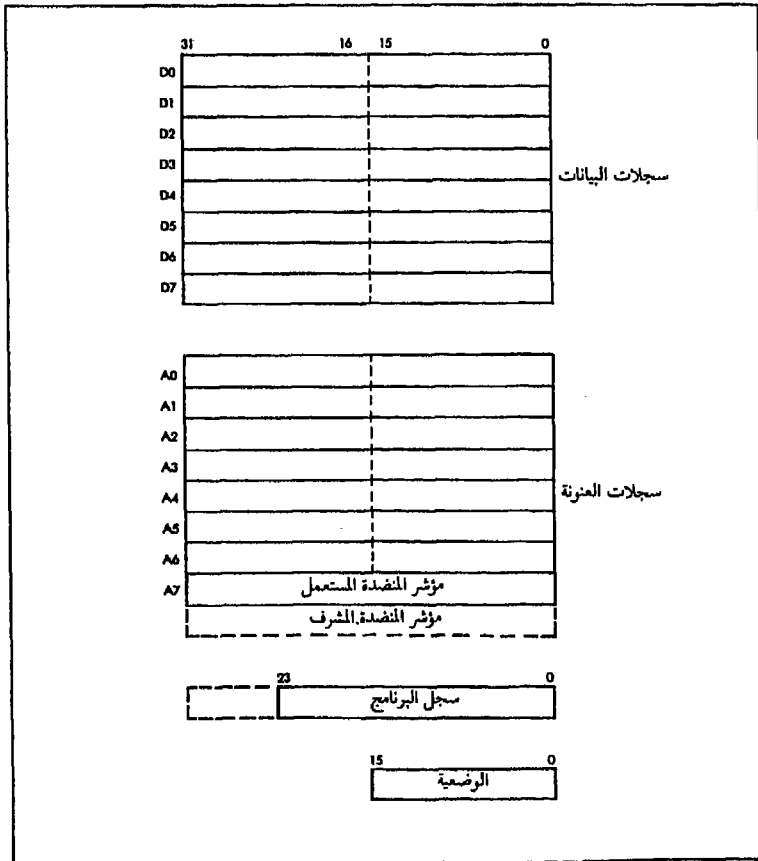 31 16 15 0
D0
D1
D2
D3
سجلات البيانات
D4
D5
D6
D7
A0
A1
A2
A3
A4
سجلات العنونة
A5
A6
A7 مؤشر المنضدة المستعمل
مؤشر المنضدة.المشرف
23 0
سجل البرنامج
15 0
الوضعية